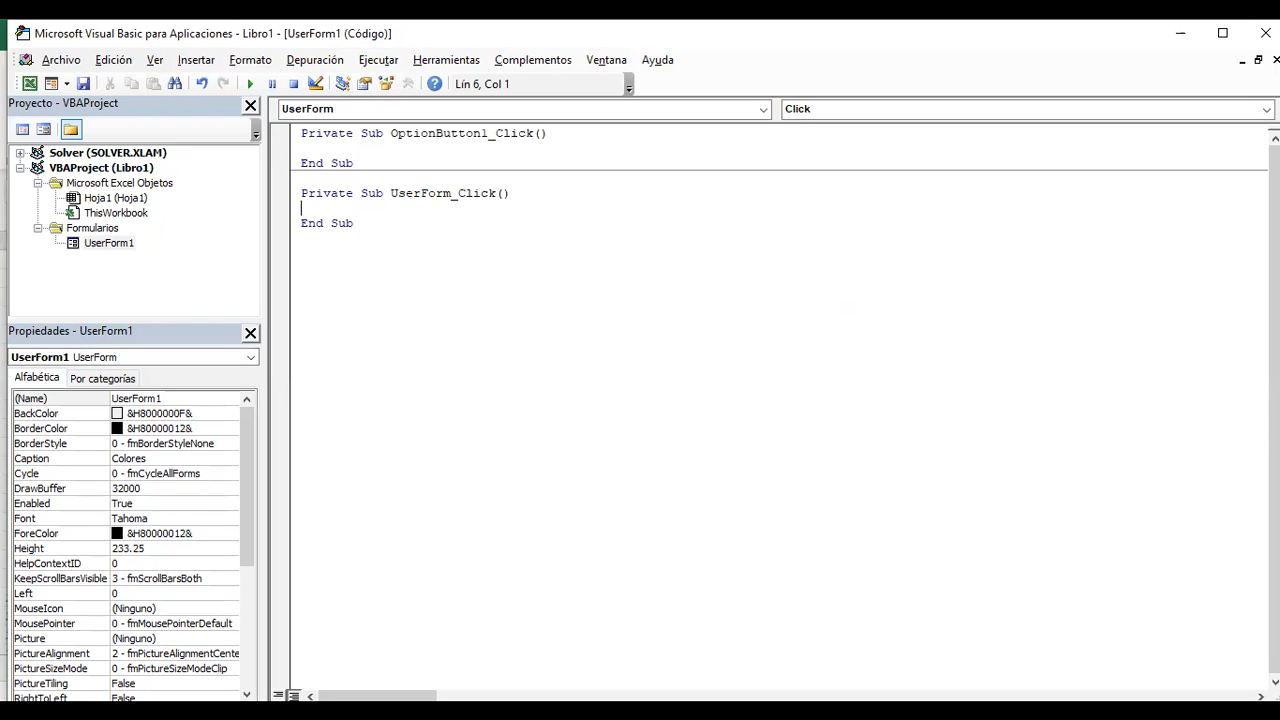 Microsoft Visual Basic para Aplicaciones - Libro1 - [UserForm1 (Código)]
Archivo Edición Ver Insertar Formato Depuración Ejecutar Herramientas Complementos Ventana Ayuda
Lín 6, Col 1
Proyecto - VBAProject
Solver (SOLVER.XLAM)
VBAProject (Libro1)
Microsoft Excel Objetos
Hoja1 (Hoja1)
ThisWorkbook
Formularios
UserForm1
Propiedades - UserForm1
UserForm1 UserForm
Alfabética Por categorías
(Name) UserForm1
BackColor &H8000000F&
BorderColor &H80000012&
BorderStyle 0 - fmBorderStyleNone
Caption Colores
Cycle 0 - fmCycleAllForms
DrawBuffer 32000
Enabled True
Font Tahoma
ForeColor &H80000012&
Height 233.25
HelpContextID 0
KeepScrollBarsVisible 3 - fmScrollBarsBoth
Left 0
MouseIcon (Ninguno)
MousePointer 0 - fmMousePointerDefault
Picture (Ninguno)
PictureAlignment 2 - fmPictureAlignmentCente
PictureSizeMode 0 - fmPictureSizeModeClip
PictureTiling False
RightToLeft False
UserForm Click
Private Sub OptionButton1_Click()
End Sub
Private Sub UserForm_Click()
End Sub